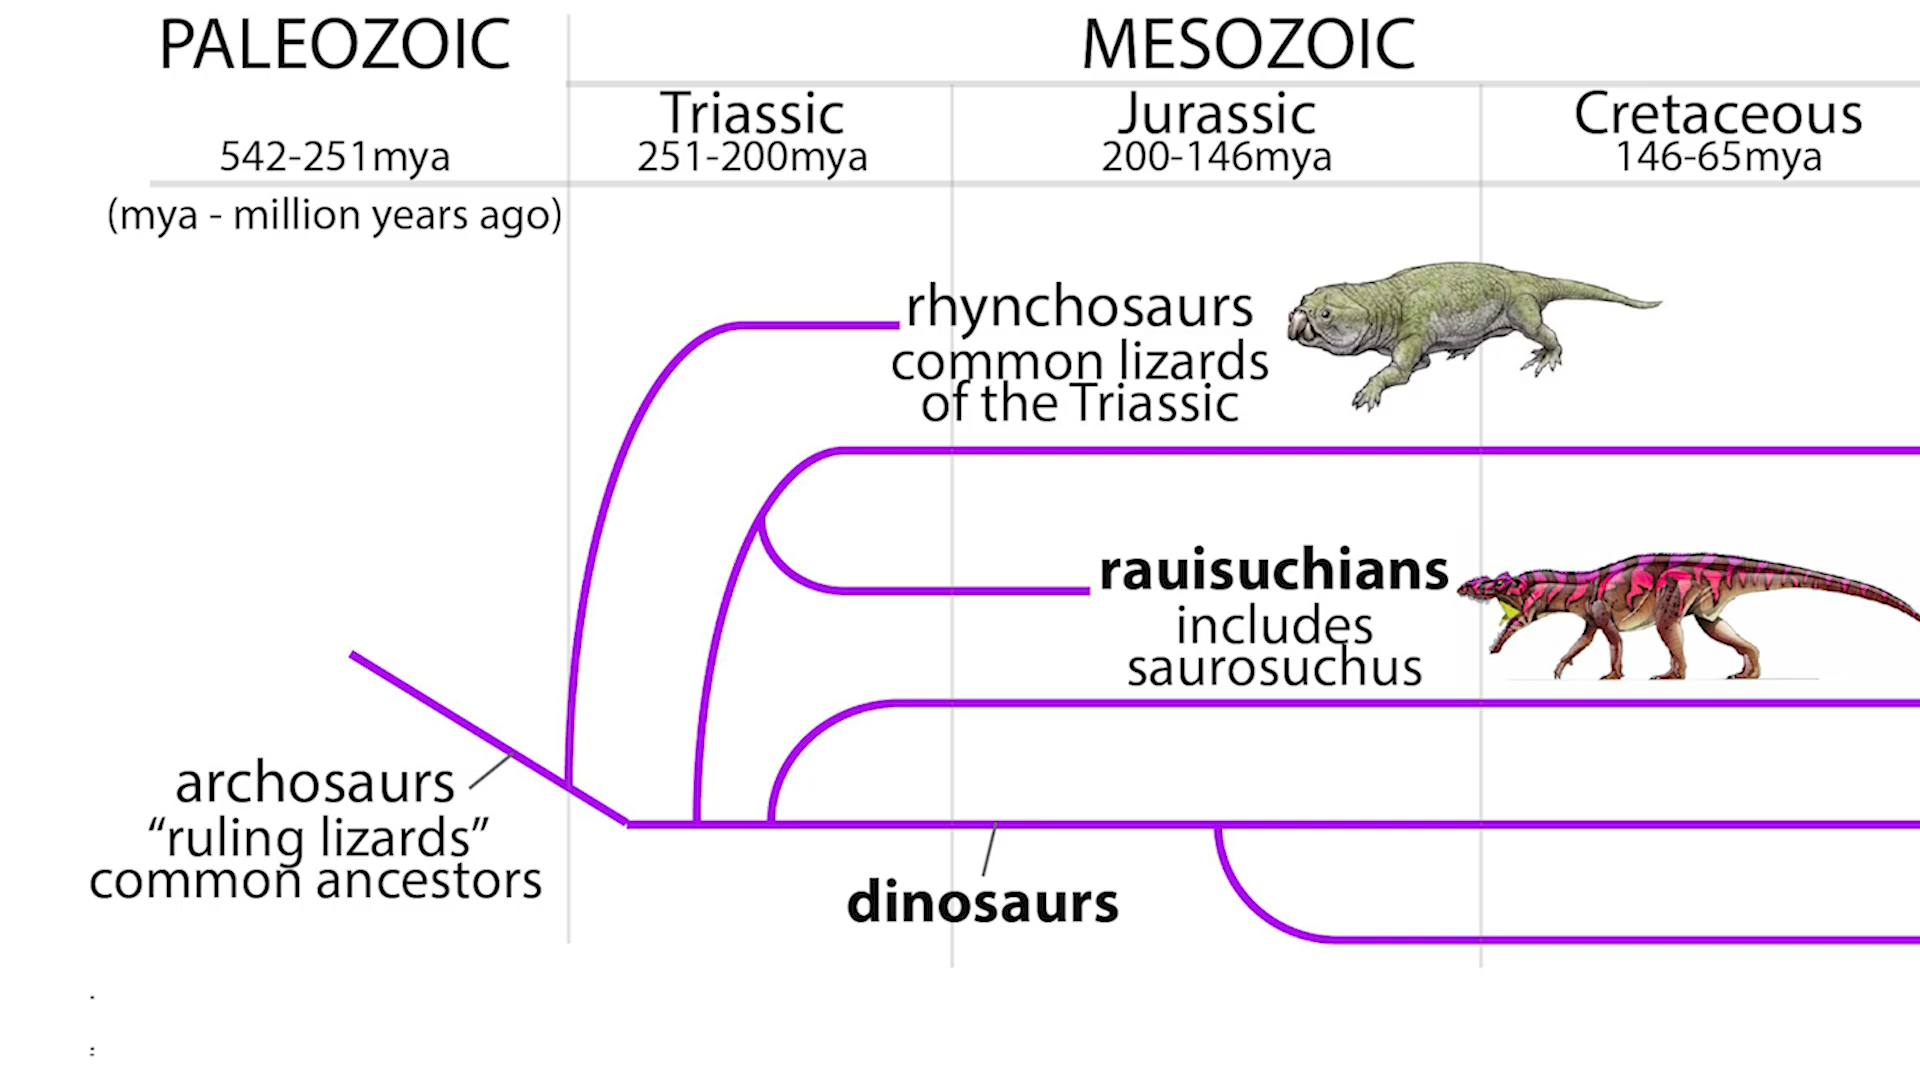 PALEOZOIC
MESOZOIC
Triassic
Jurassic
Cretaceous
542-251mya
251-200mya
200-146mya
146-65mya
(mya - million years ago)
rhynchosaurs
common lizards
of the Triassic
rauisuchians
includes
saurosuchus
archosaurs
“ruling lizards”
common ancestors
dinosaurs